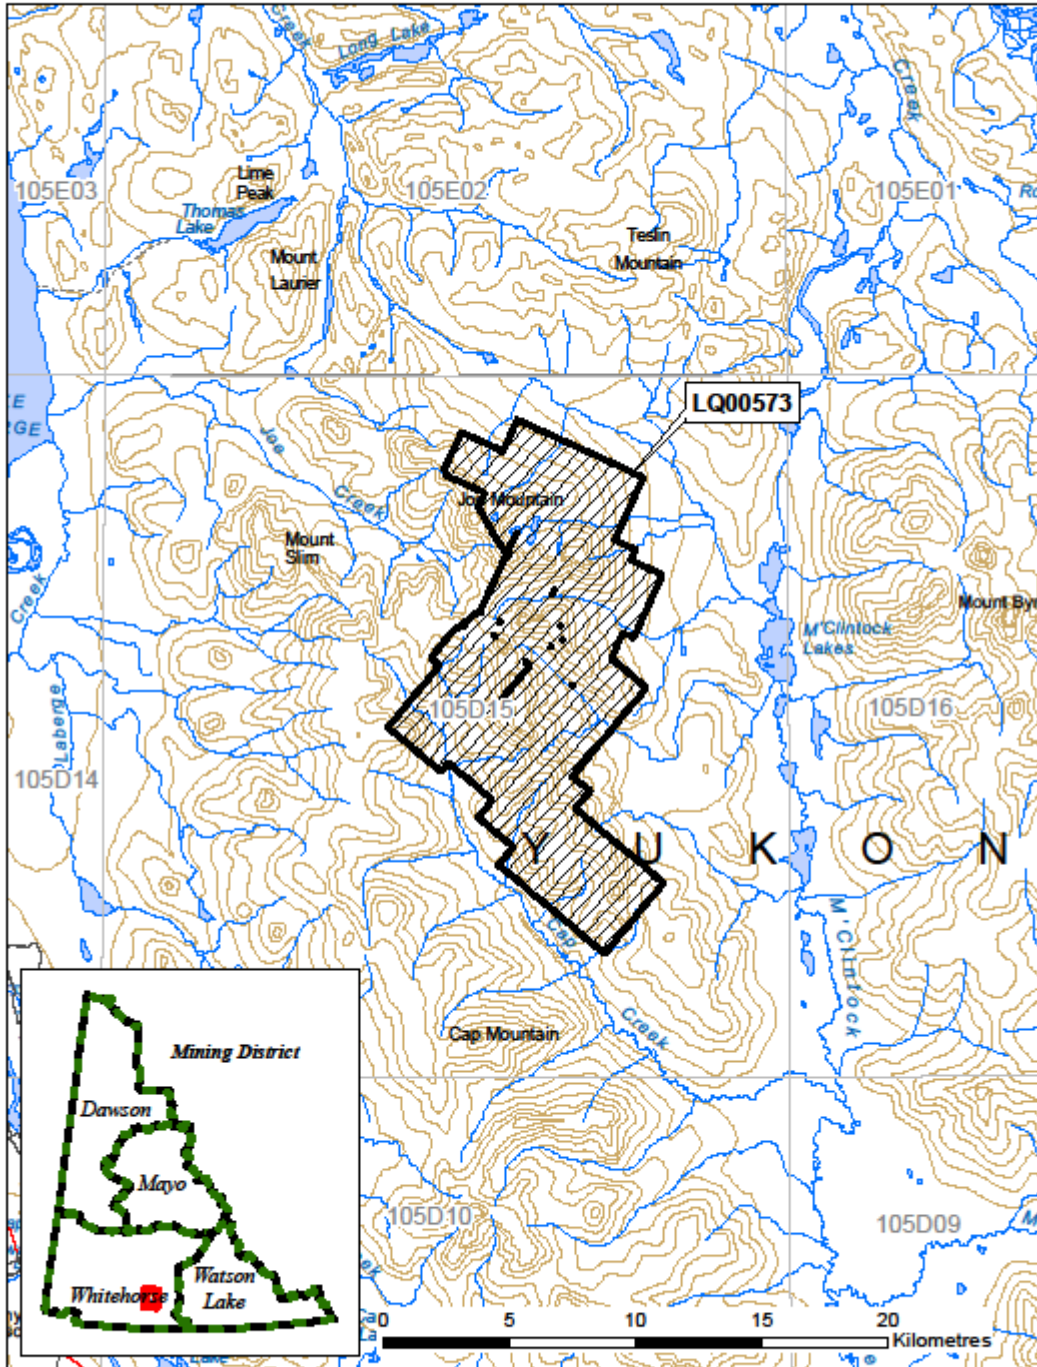 Creek
Long Lake
Creek
105E03
Lime
Peak
105E02
105E01
Thomas
Lake
Teslin
Mountain
Mount
Laurier
LQ00573
Joe
Creek
Joe Mountain
Mount
Slim
Creek
M'Clintock
Lakes
Laberge
105D15
105D16
105D14
Y U K O N
M'Clintock
Cap
Creek
Cap Mountain
Mining District
Dawson
Mayo
Watson
Lake
Whitehorse
105D10
105D09
Lake
0 5 10 15 20
Kilometres